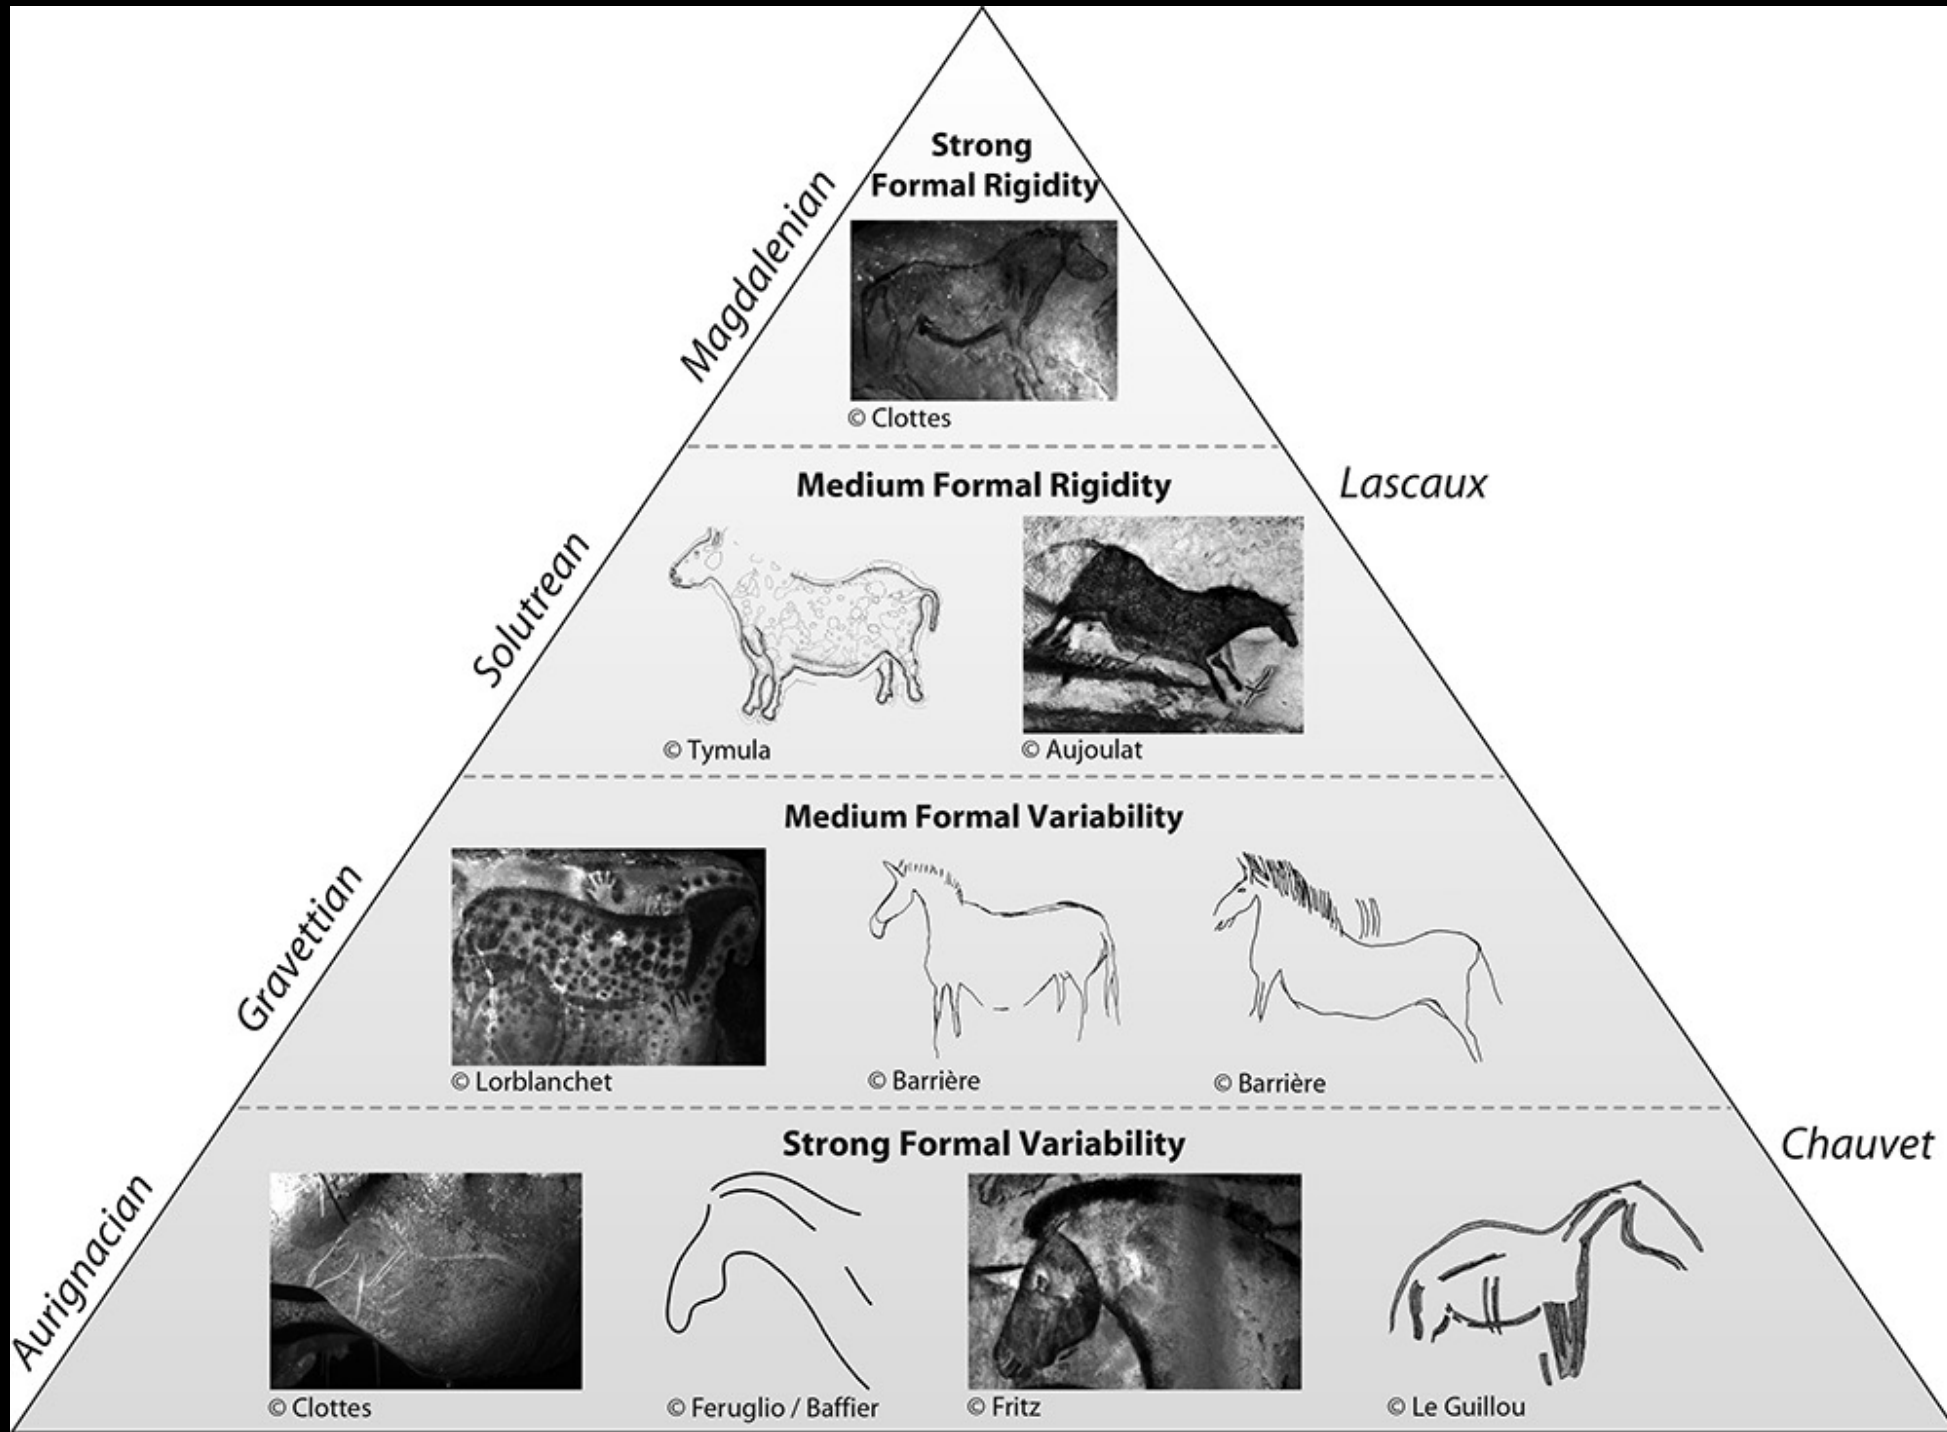 Strong
Formal Rigidity
Magdalenian
© Clottes
Medium Formal Rigidity
Lascaux
Solutrean
© Tymula
© Aujoulat
Medium Formal Variability
Gravettian
© Lorblanchet
© Barrière
© Barrière
Strong Formal Variability
Chauvet
Aurignacian
© Clottes
© Feruglio / Baffier
© Fritz
© Le Guillou